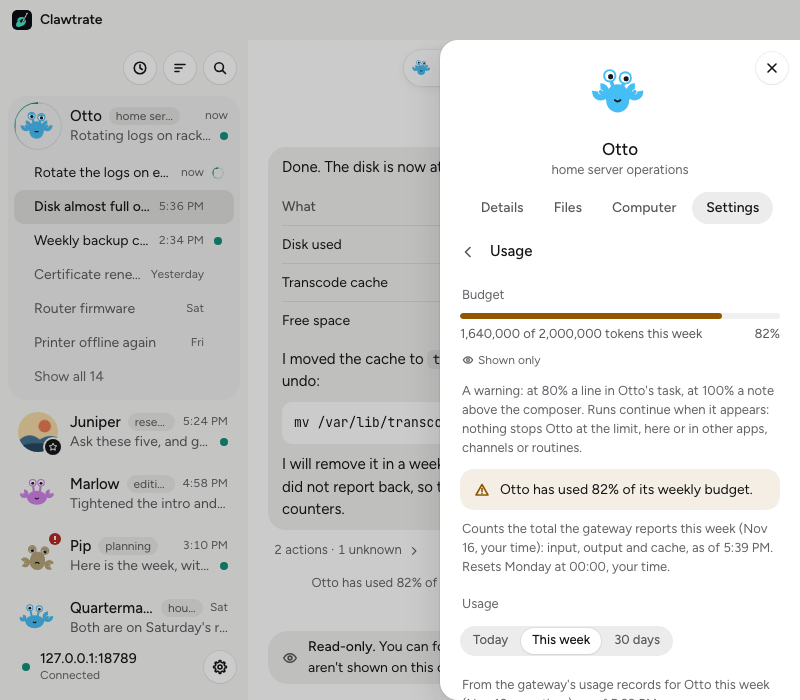 Clawtrate
Otto home ser... now
Rotating logs on rack...
Rotate the logs on e... now
Disk almost full o... 5:36 PM
Weekly backup c... 2:34 PM
Certificate rene... Yesterday
Router firmware Sat
Printer offline again Fri
Show all 14
Juniper rese... 5:24 PM
Ask these five, and g...
Marlow editi... 4:58 PM
Tightened the intro and...
Pip planning 3:10 PM
Here is the week, wit...
Quarterma... hou... Sat
Both are on Saturday's r...
127.0.0.1:18789
Connected
Done. The disk is now at
What
Disk used
Transcode cache
Free space
I moved the cache to
undo:
mv /var/lib/transco
I will remove it in a week
did not report back, so
counters.
2 actions · 1 unknown
Otto has used 82% of
Read-only. You can
aren't shown on this
Otto
home server operations
Details Files Computer Settings
Usage
Budget
1,640,000 of 2,000,000 tokens this week 82%
Shown only
A warning: at 80% a line in Otto's task, at 100% a note
above the composer. Runs continue when it appears:
nothing stops Otto at the limit, here or in other apps,
channels or routines.
Otto has used 82% of its weekly budget.
Counts the total the gateway reports this week (Nov
16, your time): input, output and cache, as of 5:39 PM.
Resets Monday at 00:00, your time.
Usage
Today This week 30 days
From the gateway's usage records for Otto this week